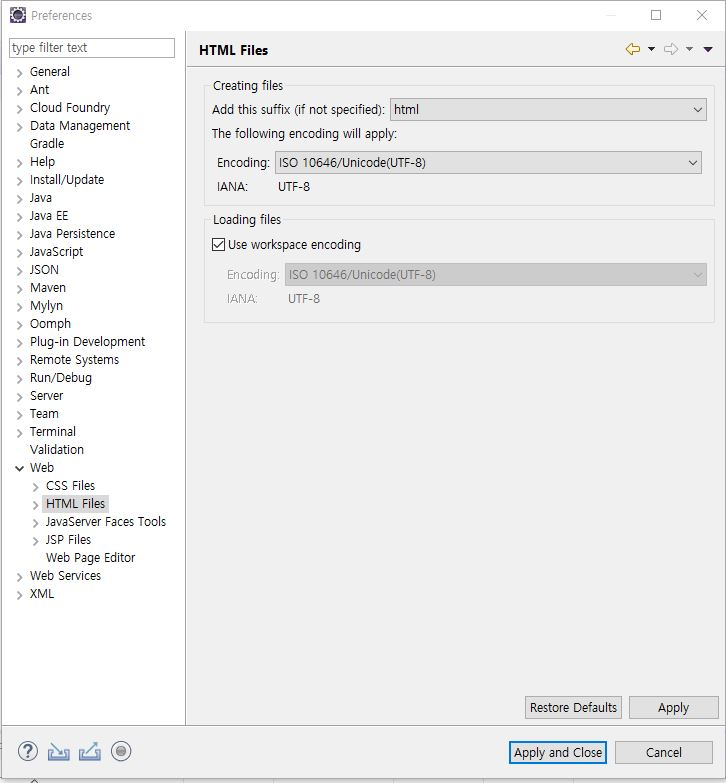 Preferences
type filter text
General
Ant
Cloud Foundry
Data Management
Gradle
Help
Install/Update
Java
Java EE
Java Persistence
JavaScript
JSON
Maven
Mylyn
Oomph
Plug-in Development
Remote Systems
Run/Debug
Server
Team
Terminal
Validation
Web
CSS Files
HTML Files
JavaServer Faces Tools
JSP Files
Web Page Editor
Web Services
XML
HTML Files
Creating files
Add this suffix (if not specified): html
The following encoding will apply:
Encoding: ISO 10646/Unicode(UTF-8)
IANA: UTF-8
Loading files
Use workspace encoding
Encoding: ISO 10646/Unicode(UTF-8)
IANA: UTF-8
Restore Defaults Apply
? Apply and Close Cancel